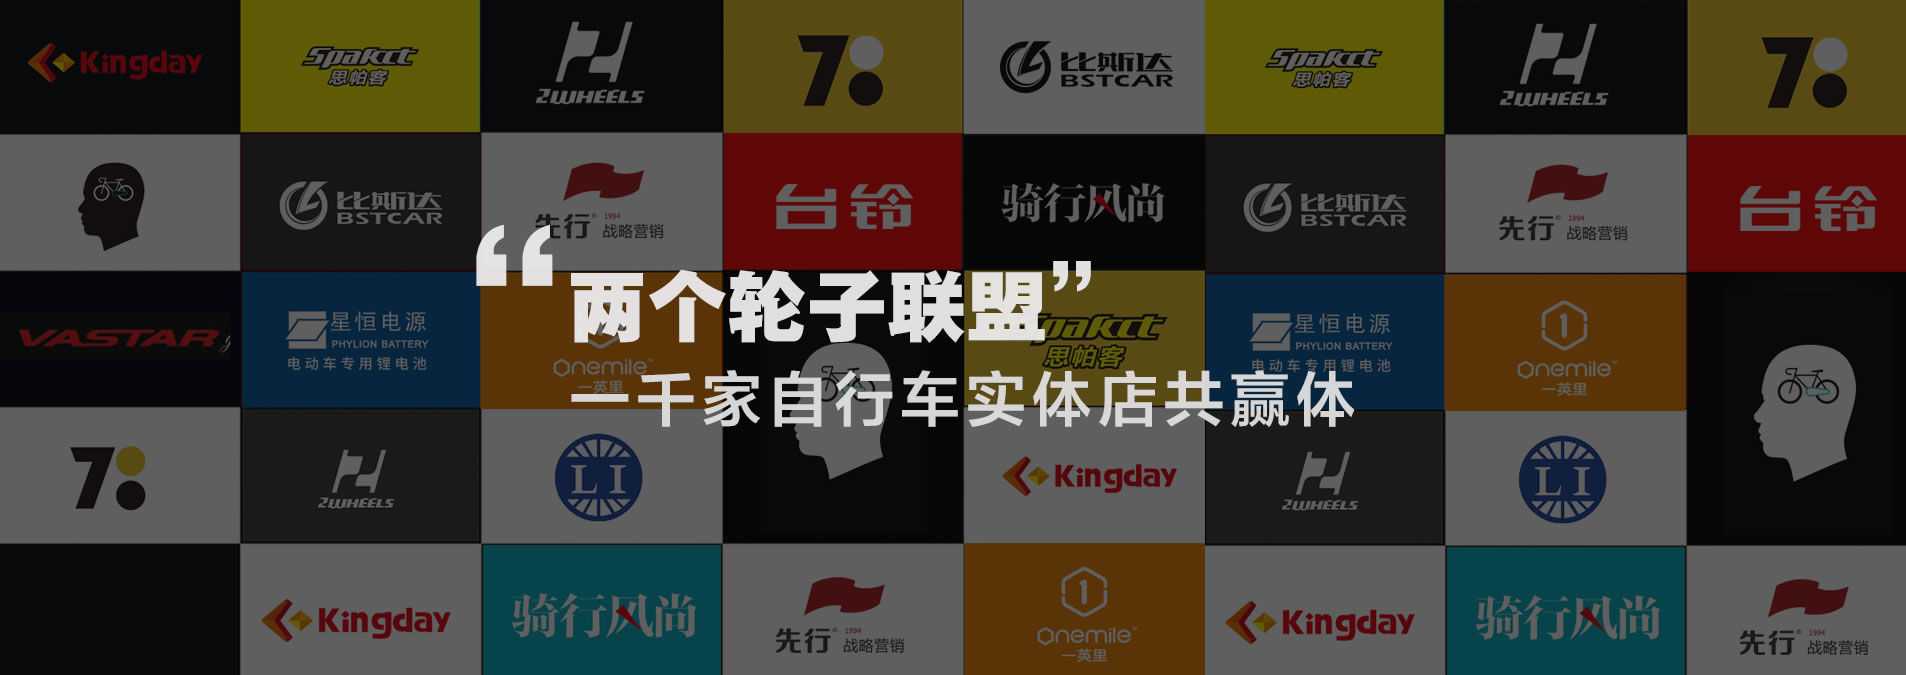 Kingday
Spakct
思帕客
2WHEELS
78
比斯达
BSTCAR
Spakct
思帕客
2WHEELS
78
比斯达
BSTCAR
先行® 1994
战略营销
台铃
骑行风尚
比斯达
BSTCAR
先行® 1994
战略营销
台铃
“两个轮子联盟”
一千家自行车实体店共赢体
VASTAR
星恒电源
PHYLION BATTERY
电动车专用锂电池
Onemile™
一英里
Spakct
思帕客
星恒电源
PHYLION BATTERY
电动车专用锂电池
Onemile™
一英里
78
2WHEELS
LI
Kingday
2WHEELS
LI
Kingday
骑行风尚
先行® 1994
战略营销
Onemile™
一英里
Kingday
骑行风尚
先行® 1994
战略营销